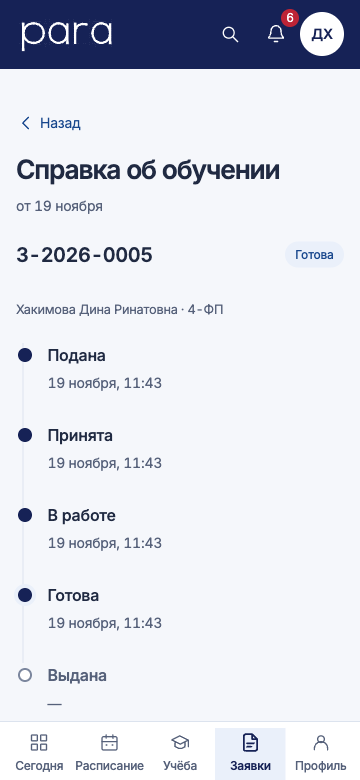 para
6
ДХ
Назад
Справка об обучении
от 19 ноября
З-2026-0005
Готова
Хакимова Дина Ринатовна · 4-ФП
Подана
19 ноября, 11:43
Принята
19 ноября, 11:43
В работе
19 ноября, 11:43
Готова
19 ноября, 11:43
Выдана
—
Сегодня
Расписание
Учёба
Заявки
Профиль